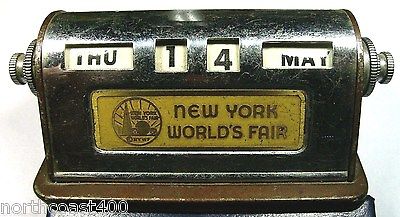 THU 1 4 MAY
NEW YORK
WORLD'S FAIR
northcoast400